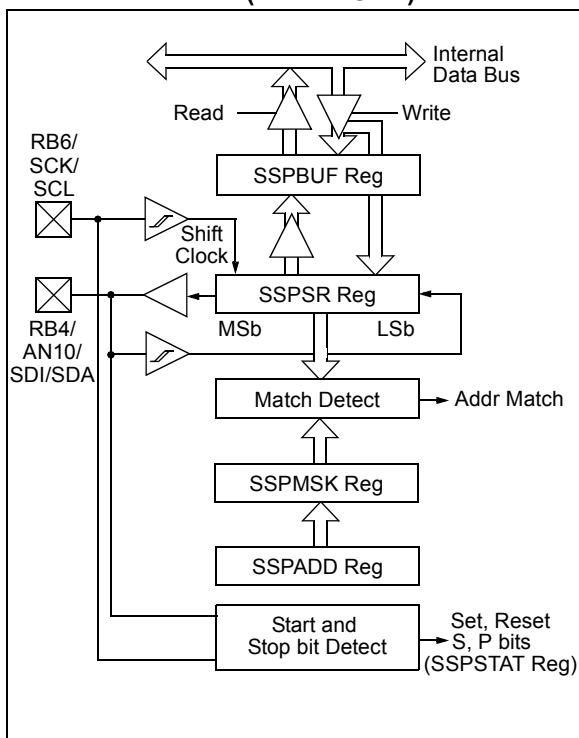 Internal
Data Bus
Read
Write
RB6/
SCK/
SCL
SSPBUF Reg
Shift
Clock
SSPSR Reg
MSb
LSb
RB4/
AN10/
SDI/SDA
Match Detect
Addr Match
SSPMSK Reg
SSPADD Reg
Start and
Stop bit Detect
Set, Reset
S, P bits
(SSPSTAT Reg)